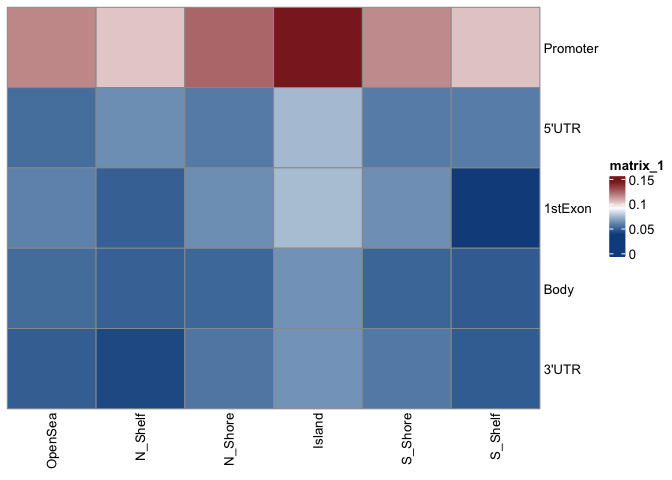 Promoter
5'UTR
1stExon
Body
3'UTR
OpenSea
N_Shelf
N_Shore
Island
S_Shore
S_Shelf
matrix_1
0.15
0.1
0.05
0